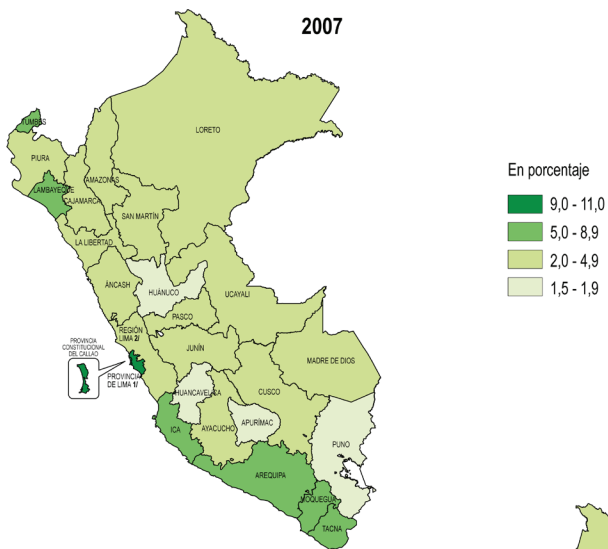 2007
TUMBES
LORETO
PIURA
AMAZONAS
LAMBAYEQUE
CAJAMARCA
SAN MARTÍN
LA LIBERTAD
ÁNCASH
HUÁNUCO
UCAYALI
PASCO
REGIÓN
LIMA 2/
JUNÍN
PROVINCIA
CONSTITUCIONAL
DEL CALLAO
PROVINCIA
DE LIMA 1/
MADRE DE DIOS
HUANCAVELICA
CUSCO
ICA
AYACUCHO
APURÍMAC
PUNO
AREQUIPA
MOQUEGUA
TACNA
En porcentaje
9,0 - 11,0
5,0 - 8,9
2,0 - 4,9
1,5 - 1,9